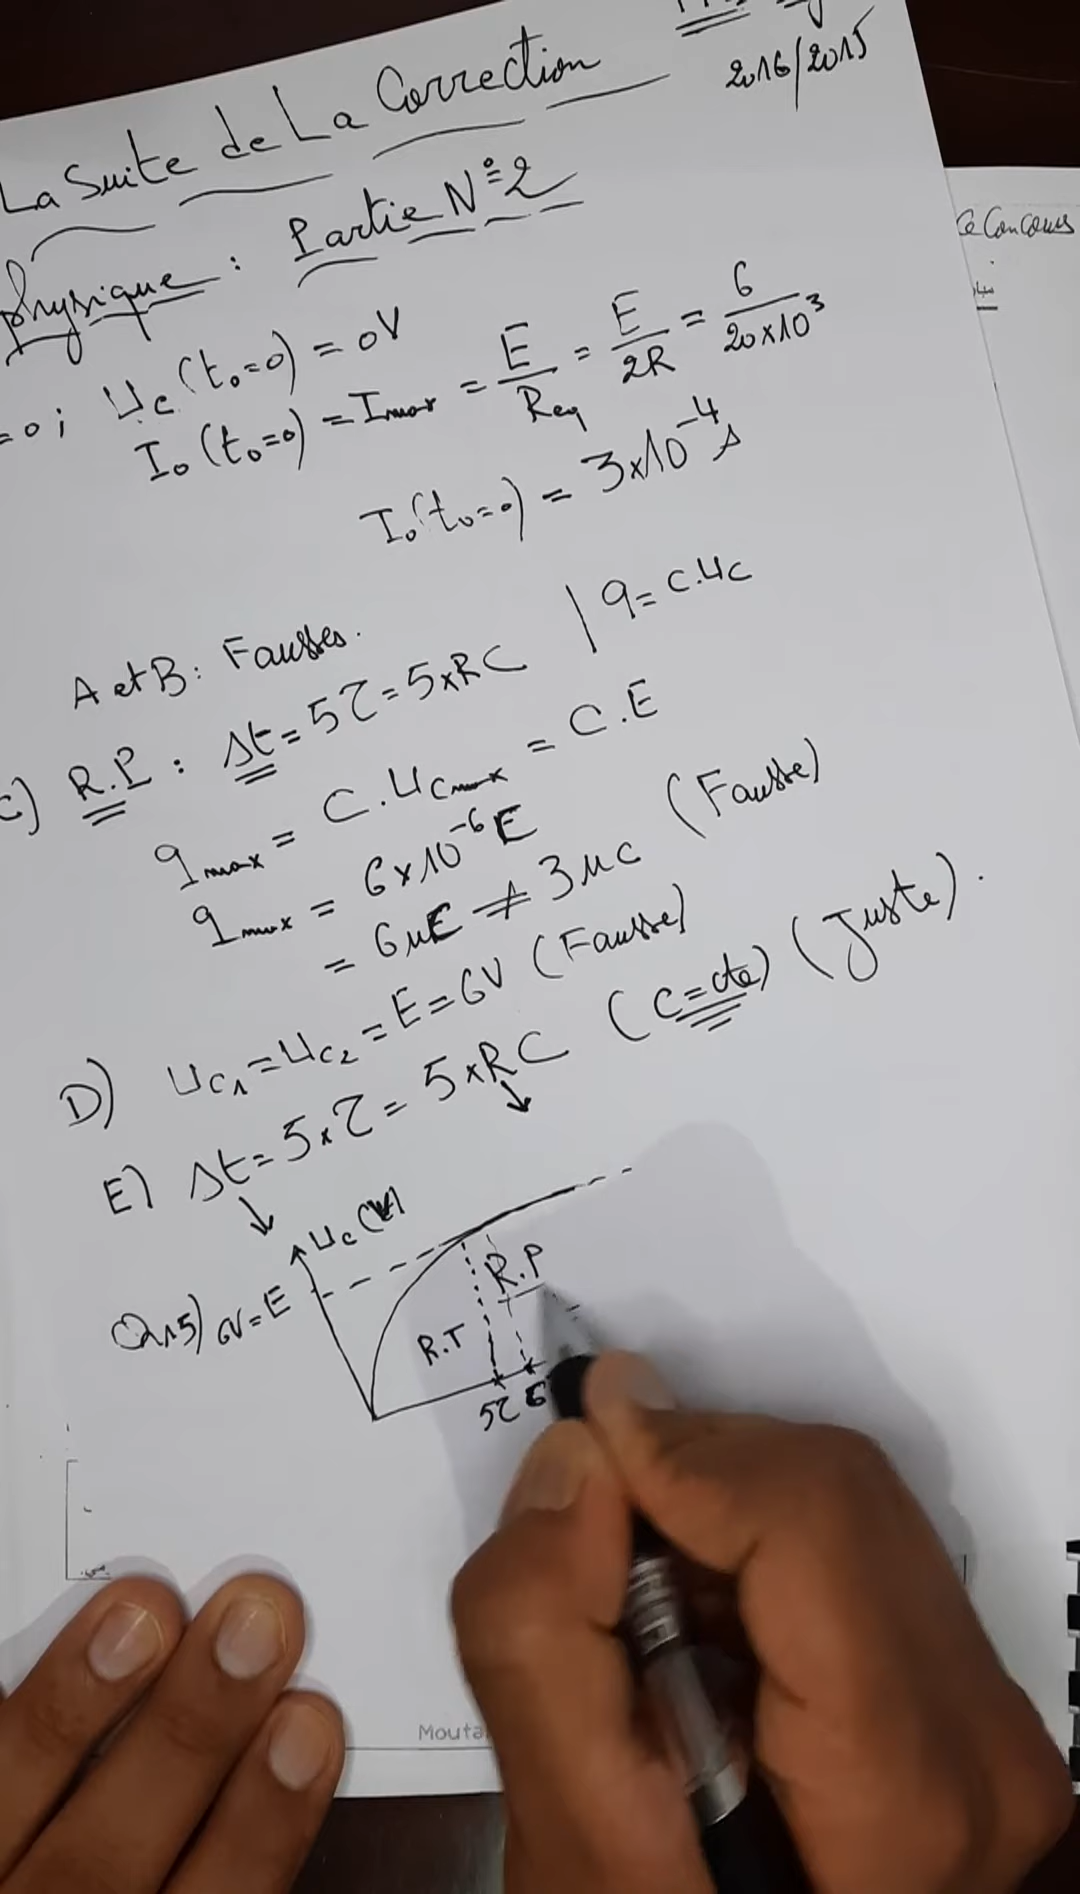 2016/2015
La Suite de La Correction
Ce Concours
Physique : Partie N°2
=0; Uc(t₀=0) = 0V
I₀(t₀=0) = Imax = E/Req = E/2R = 6/20×10³
I₀(t₀=0) = 3×10⁻⁴A
A et B: Fausses. | q = C.Uc
C) R.P : Δt = 5τ = 5×RC
qmax = C.Ucmax = C.E
qmax = 6×10⁻⁶E
= 6µE ≠ 3µC (Fausse)
D) Uc₁ = Uc₂ = E = 6V (Fausse)
E) Δt = 5×τ = 5×RC (C=cte) (Juste).
↓ ↓
Uc(V)
Q15) 6V=E
R.T R.P
5τ 6
Mouta